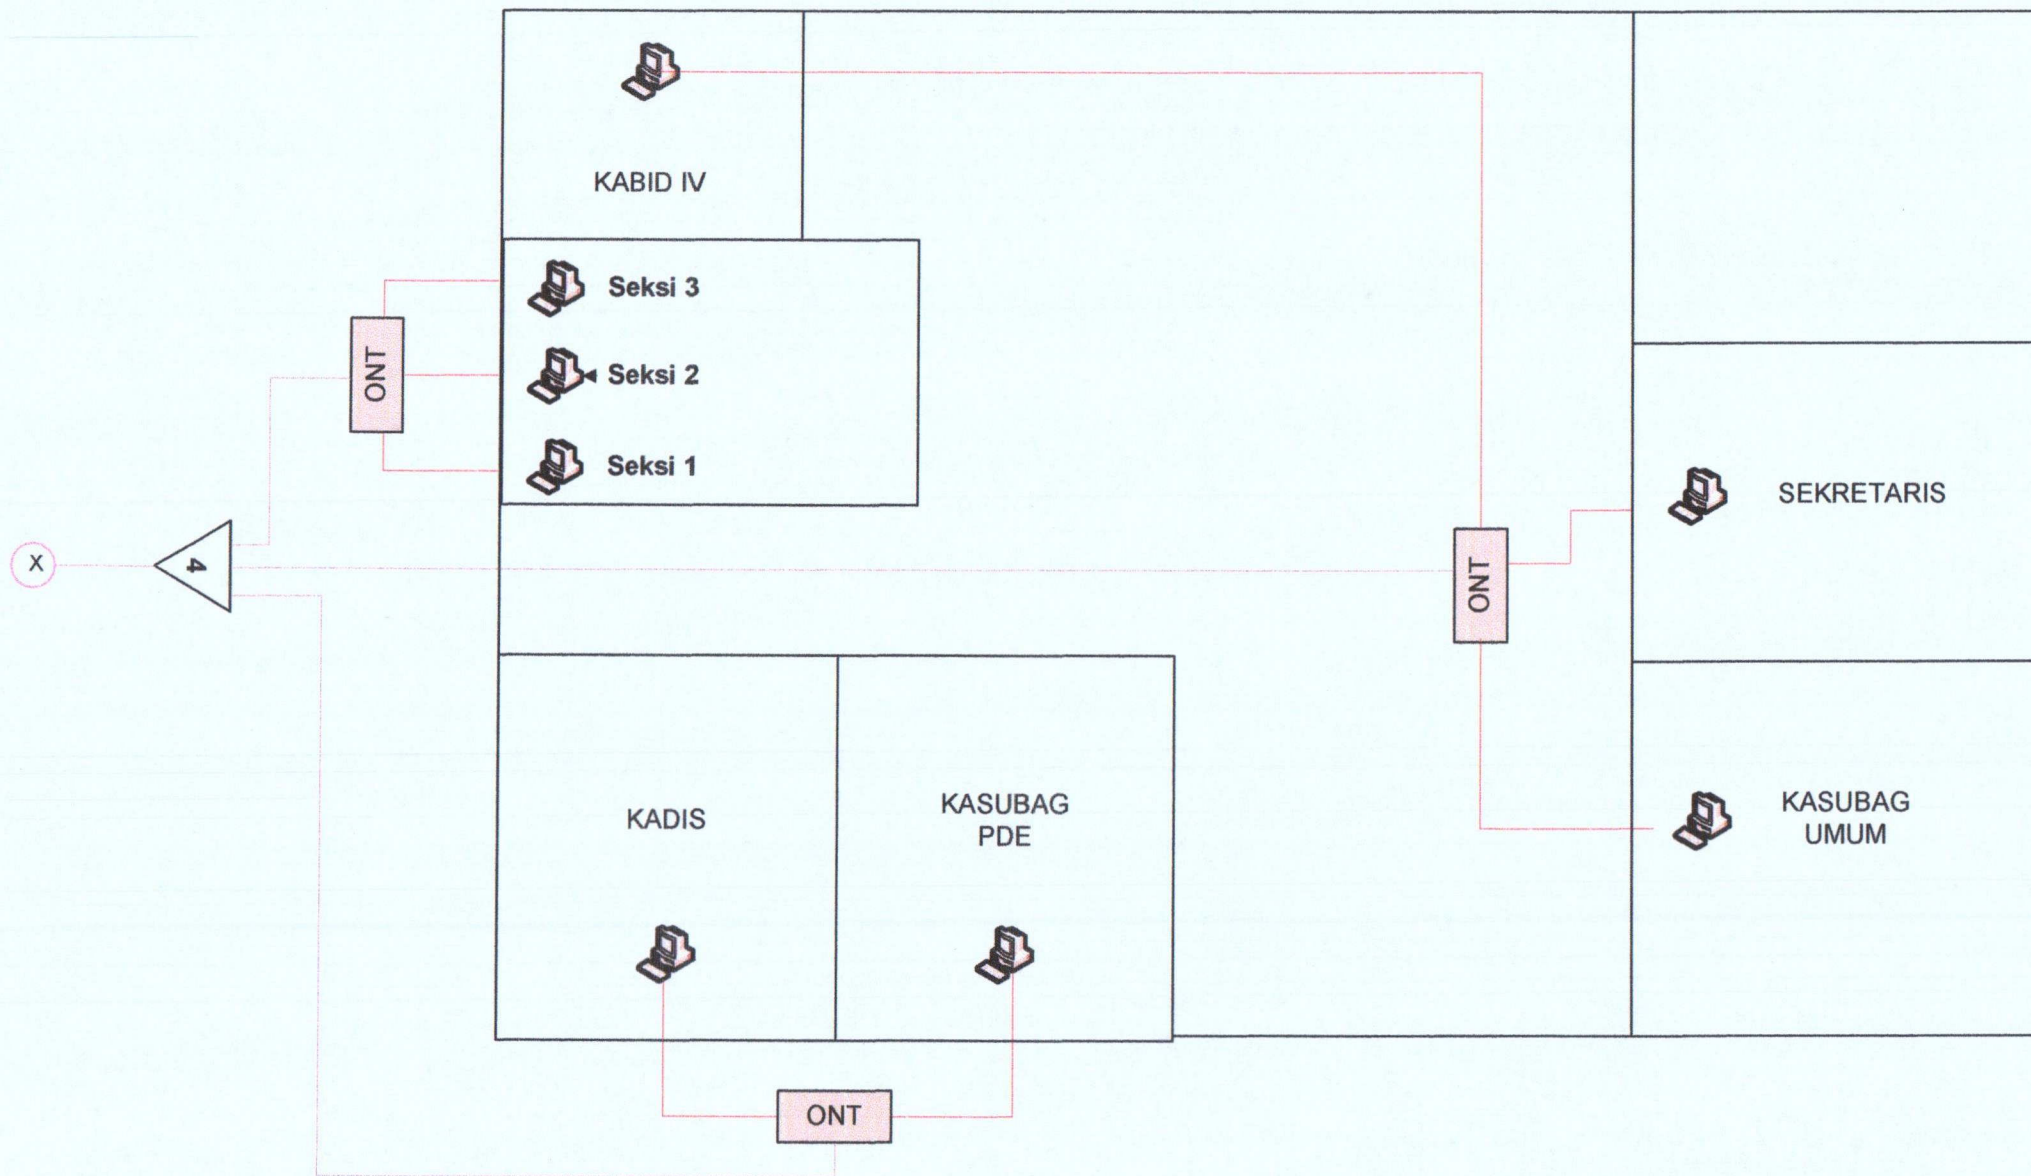 KABID IV
Seksi 3
ONT
Seksi 2
Seksi 1
SEKRETARIS
X
4
ONT
KADIS
KASUBAG
PDE
KASUBAG
UMUM
ONT